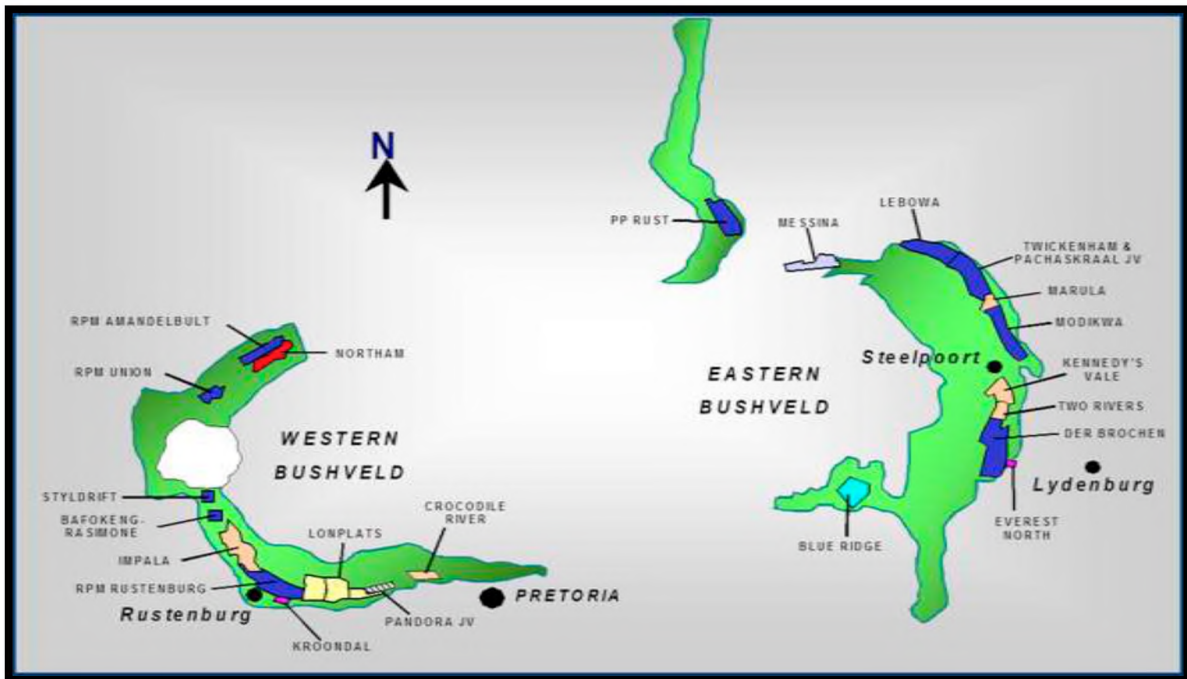 N
PP RUST
MESSINA
LEBOWA
TWICKENHAM &
PACHASKRAAL JV
MARULA
MODIKWA
Steelpoort
KENNEDY'S
VALE
TWO RIVERS
DER BROCHEN
Lydenburg
EVEREST
NORTH
EASTERN
BUSHVELD
BLUE RIDGE
RPM AMANDELBULT
NORTHAM
RPM UNION
WESTERN
BUSHVELD
STYLDRIFT
BAFOKENG-
RASIMONE
IMPALA
RPM RUSTENBURG
Rustenburg
KROONDAL
LONPLATS
CROCODILE
RIVER
PANDORA JV
PRETORIA